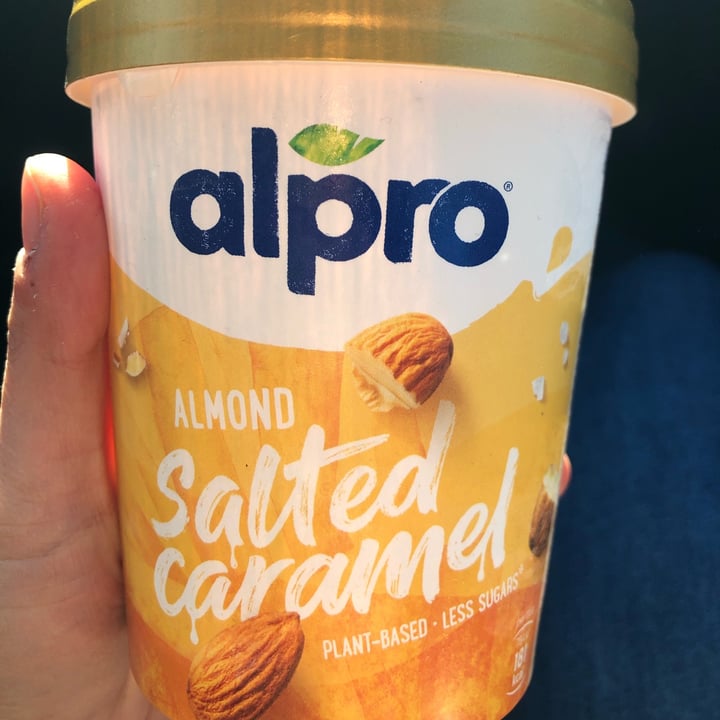 alpro®
ALMOND
Salted
caramel
PLANT-BASED · LESS SUGARS*